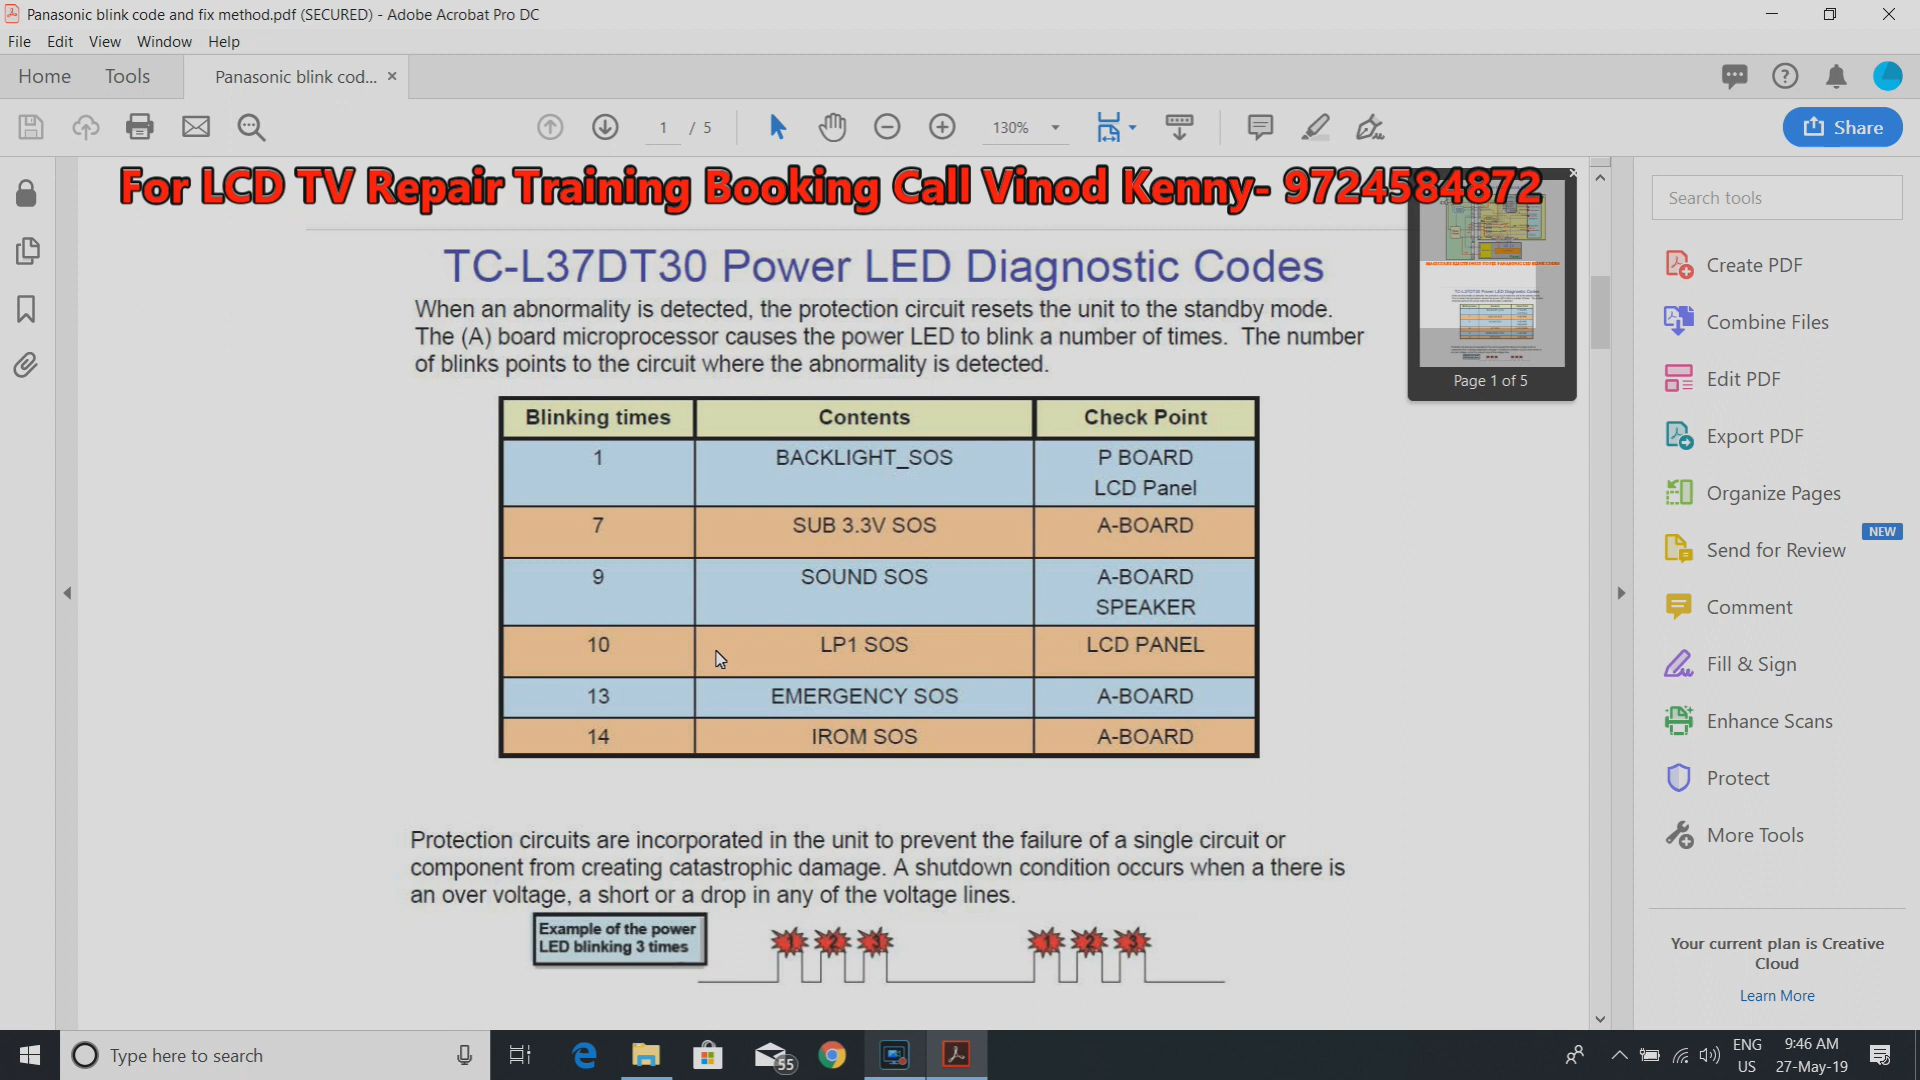 Panasonic blink code and fix method.pdf (SECURED) - Adobe Acrobat Pro DC
File Edit View Window Help
Home Tools Panasonic blink cod... ×
1 / 5 130% Share
For LCD TV Repair Training Booking Call Vinod Kenny- 9724584872
TC-L37DT30 Power LED Diagnostic Codes
When an abnormality is detected, the protection circuit resets the unit to the standby mode.
The (A) board microprocessor causes the power LED to blink a number of times. The number
of blinks points to the circuit where the abnormality is detected.
Blinking times Contents Check Point
1 BACKLIGHT_SOS P BOARD
LCD Panel
7 SUB 3.3V SOS A-BOARD
9 SOUND SOS A-BOARD
SPEAKER
10 LP1 SOS LCD PANEL
13 EMERGENCY SOS A-BOARD
14 IROM SOS A-BOARD
Protection circuits are incorporated in the unit to prevent the failure of a single circuit or
component from creating catastrophic damage. A shutdown condition occurs when a there is
an over voltage, a short or a drop in any of the voltage lines.
Example of the power
LED blinking 3 times
1 2 3 1 2 3
Page 1 of 5
Search tools
Create PDF
Combine Files
Edit PDF
Export PDF
Organize Pages
NEW
Send for Review
Comment
Fill & Sign
Enhance Scans
Protect
More Tools
Your current plan is Creative
Cloud
Learn More
Type here to search
55
ENG
US
9:46 AM
27-May-19